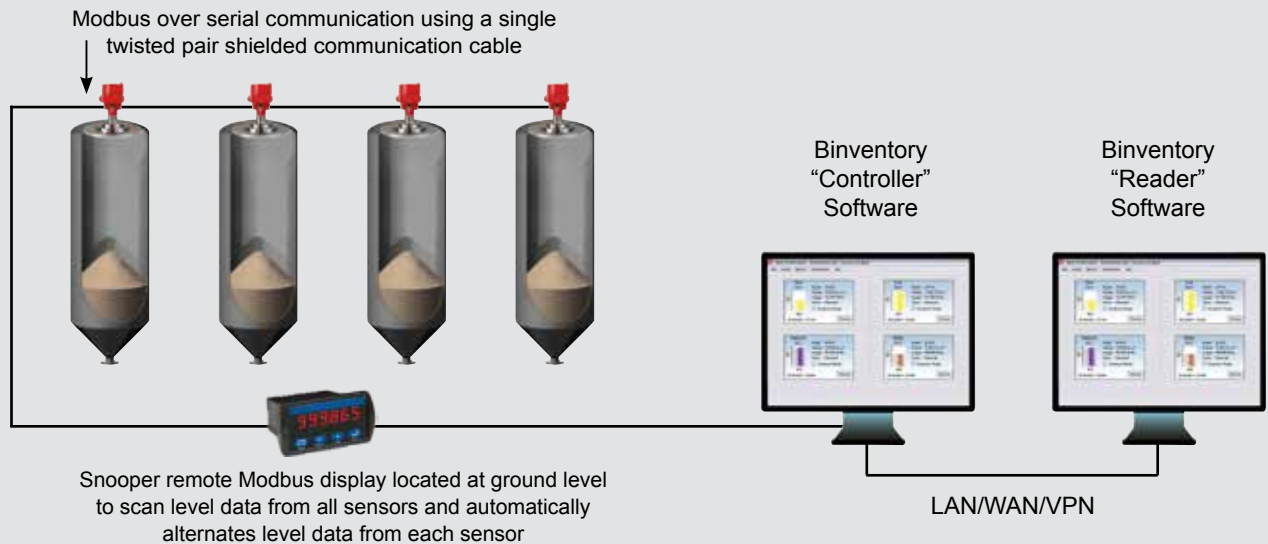 Modbus over serial communication using a single
twisted pair shielded communication cable
Binventory
“Controller”
Software
Binventory
“Reader”
Software
999865
Snooper remote Modbus display located at ground level
to scan level data from all sensors and automatically
alternates level data from each sensor
LAN/WAN/VPN